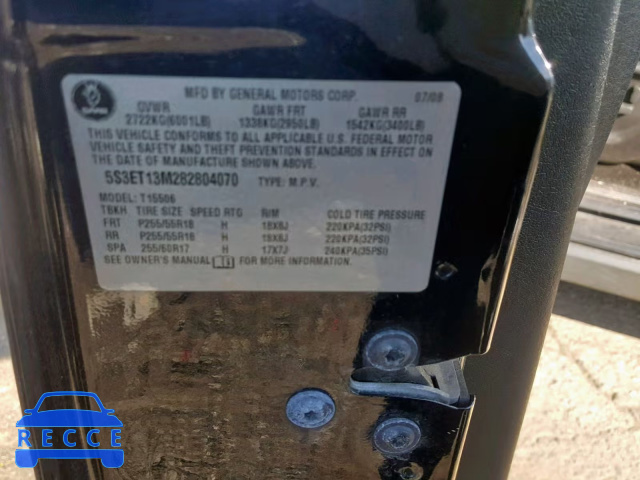 MFD BY GENERAL MOTORS CORP. 07/08
GVWR GAWR FRT GAWR RR
2722KG(6001LB) 1338KG(2950LB) 1542KG(3400LB)
THIS VEHICLE CONFORMS TO ALL APPLICABLE U.S. FEDERAL MOTOR
VEHICLE SAFETY AND THEFT PREVENTION STANDARDS IN EFFECT ON
THE DATE OF MANUFACTURE SHOWN ABOVE.
5S3ET13M282804070 TYPE: M.P.V.
MODEL: T15506
TBKH TIRE SIZE SPEED RTG RIM COLD TIRE PRESSURE
FRT P255/55R18 H 18X8J 220KPA(32PSI)
RR P255/55R18 H 18X8J 220KPA(32PSI)
SPA 255/60R17 H 17X7J 240KPA(35PSI)
SEE OWNER'S MANUAL FOR MORE INFORMATION.
RECCE